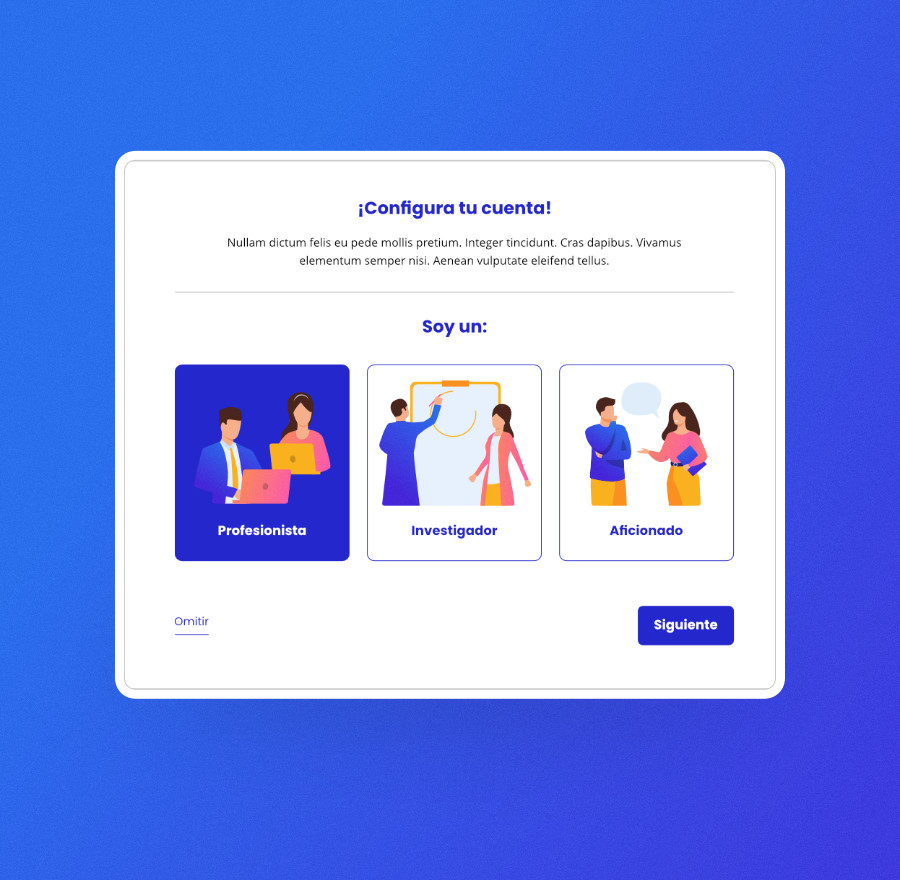 ¡Configura tu cuenta!
Nullam dictum felis eu pede mollis pretium. Integer tincidunt. Cras dapibus. Vivamus
elementum semper nisi. Aenean vulputate eleifend tellus.
Soy un:
Profesionista
Investigador
Aficionado
Omitir
Siguiente